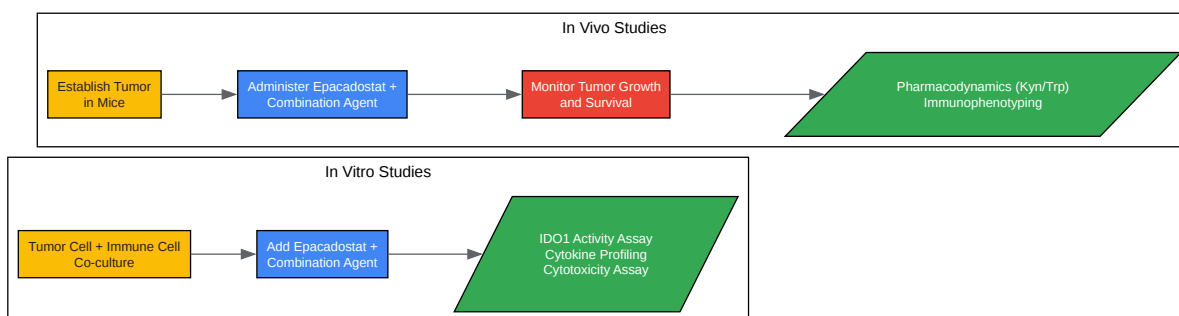 In Vivo Studies
Establish Tumor
in Mice
Administer Epacadostat +
Combination Agent
Monitor Tumor Growth
and Survival
Pharmacodynamics (Kyn/Trp)
Immunophenotyping
In Vitro Studies
Tumor Cell + Immune Cell
Co-culture
Add Epacadostat +
Combination Agent
IDO1 Activity Assay
Cytokine Profiling
Cytotoxicity Assay